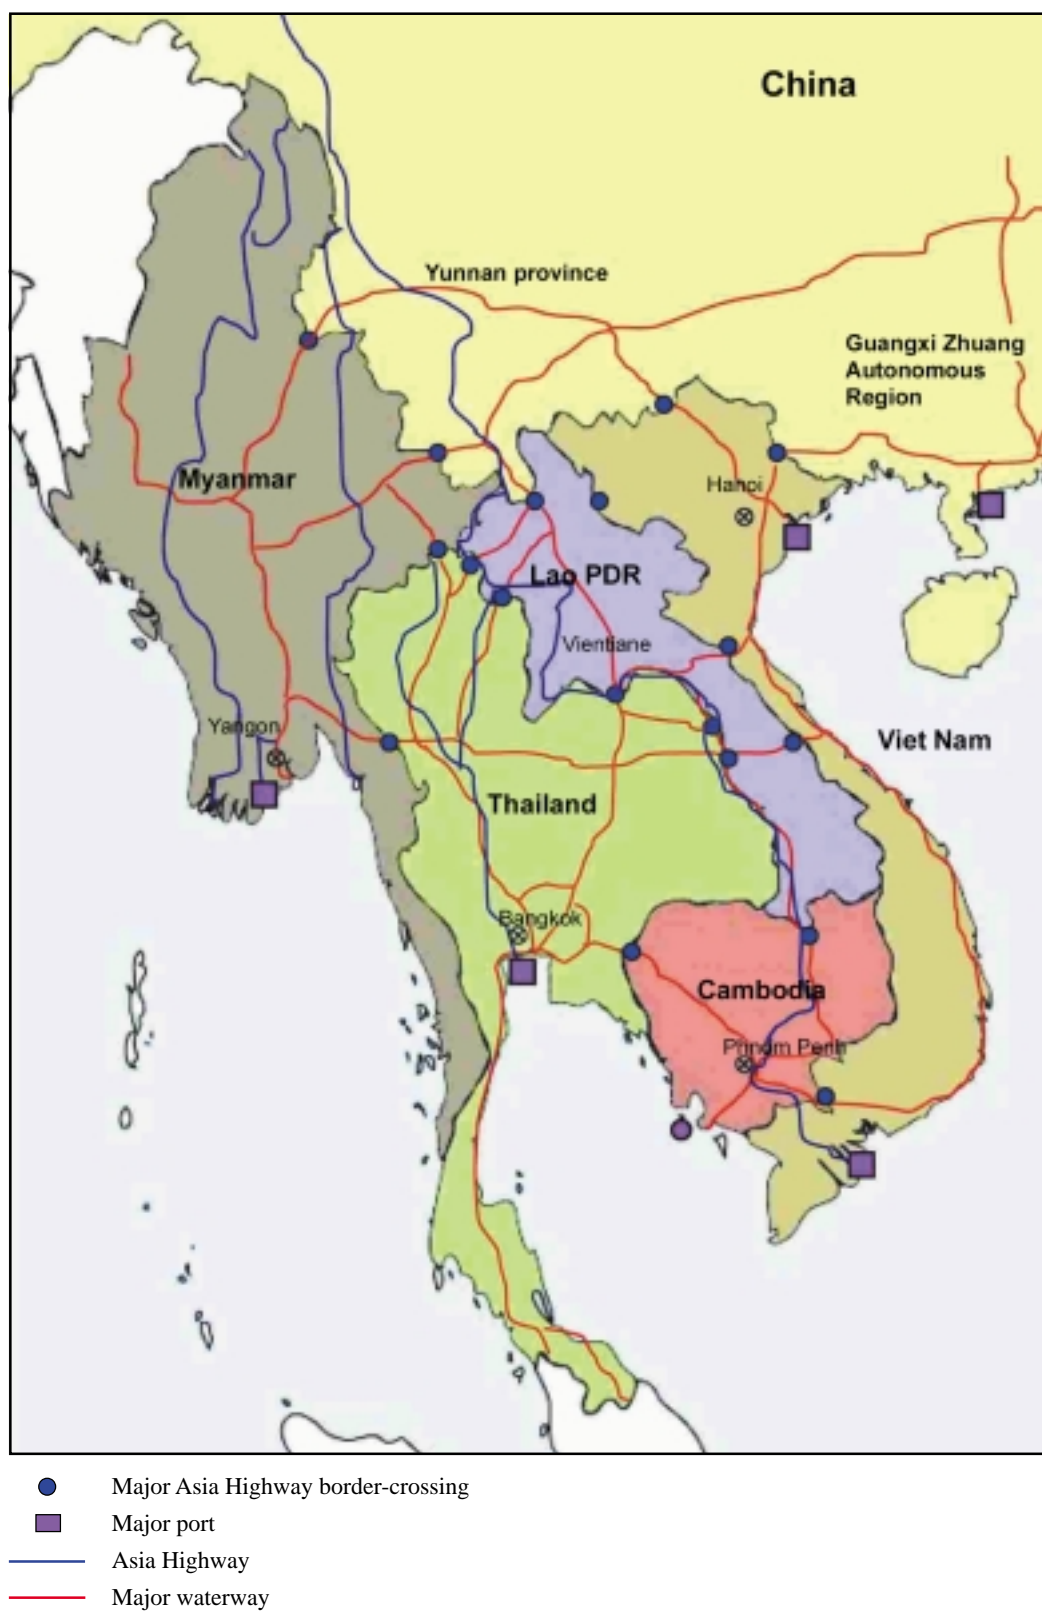 China
Yunnan province
Guangxi Zhuang
Autonomous
Region
Myanmar
Hanoi
Lao PDR
Vientiane
Yangon
Viet Nam
Thailand
Bangkok
Cambodia
Phnom Penh
Major Asia Highway border-crossing
Major port
Asia Highway
Major waterway